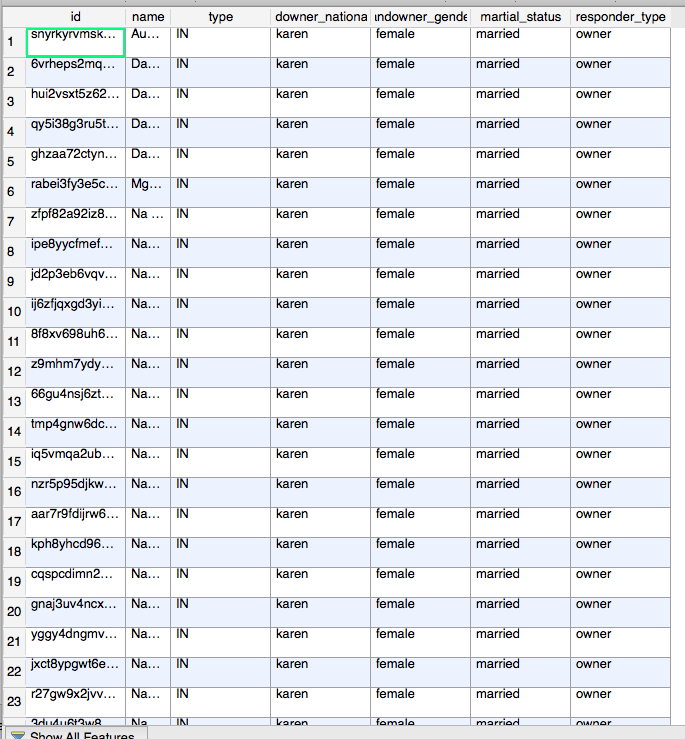 id name type downer_nationa andowner_gende martial_status responder_type
1 snyrkyrvmsk… Au… IN karen female married owner
2 6vrheps2mq… Da… IN karen female married owner
3 hui2vsxt5z62… Da… IN karen female married owner
4 qy5i38g3ru5t… Da… IN karen female married owner
5 ghzaa72ctyn… Da… IN karen female married owner
6 rabei3fy3e5c… Mg… IN karen female married owner
7 zfpf82a92iz8… Na … IN karen female married owner
8 ipe8yycfmef… Na… IN karen female married owner
9 jd2p3eb6vqv… Na… IN karen female married owner
10 ij6zfjqxgd3yi… Na… IN karen female married owner
11 8f8xv698uh6… Na… IN karen female married owner
12 z9mhm7ydy… Na… IN karen female married owner
13 66gu4nsj6zt… Na… IN karen female married owner
14 tmp4gnw6dc… Na… IN karen female married owner
15 iq5vmqa2ub… Na… IN karen female married owner
16 nzr5p95djkw… Na… IN karen female married owner
17 aar7r9fdijrw6… Na… IN karen female married owner
18 kph8yhcd96… Na… IN karen female married owner
19 cqspcdimn2… Na… IN karen female married owner
20 gnaj3uv4ncx… Na… IN karen female married owner
21 yggy4dngmv… Na… IN karen female married owner
22 jxct8ypgwt6e… Na… IN karen female married owner
23 r27gw9x2jvv… Na… IN karen female married owner
3du4u6t3w8… Na… IN karen female married owner
Show All Features